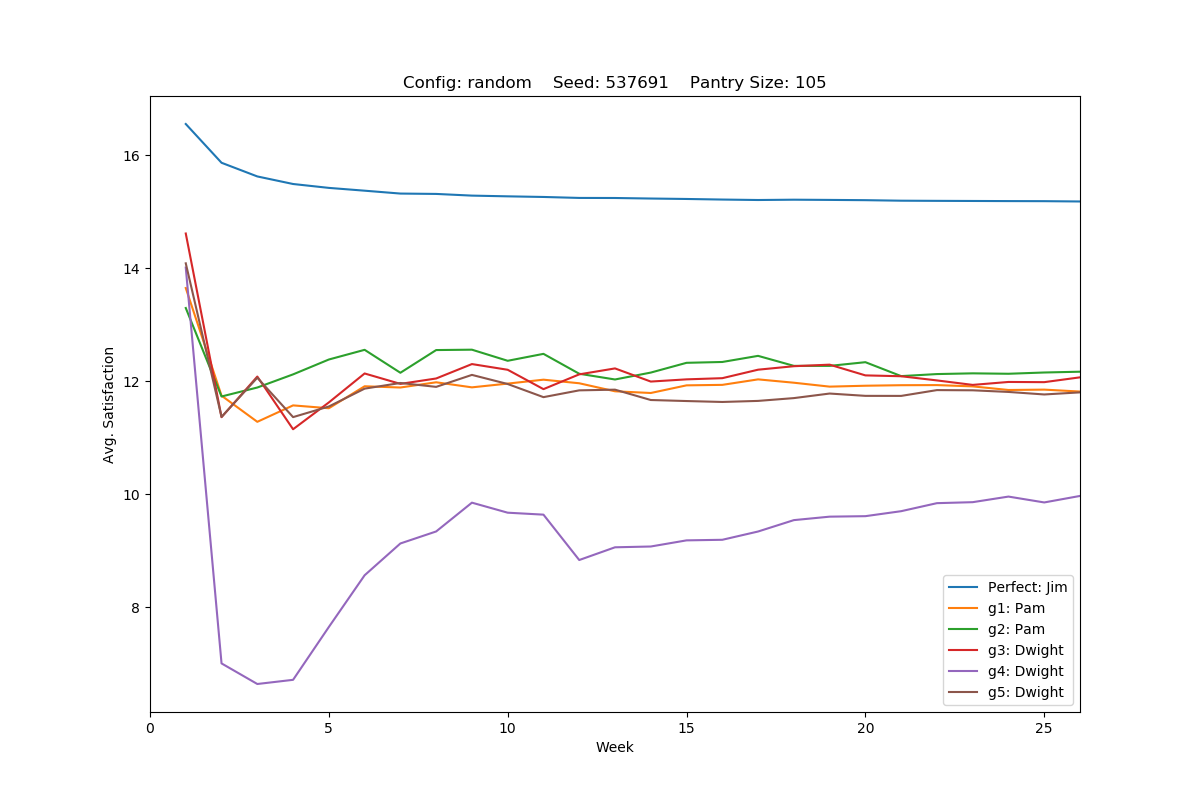 Config: random    Seed: 537691    Pantry Size: 105
16
14
12
10
8
Avg. Satisfaction
0
5
10
15
20
25
Week
Perfect: Jim
g1: Pam
g2: Pam
g3: Dwight
g4: Dwight
g5: Dwight